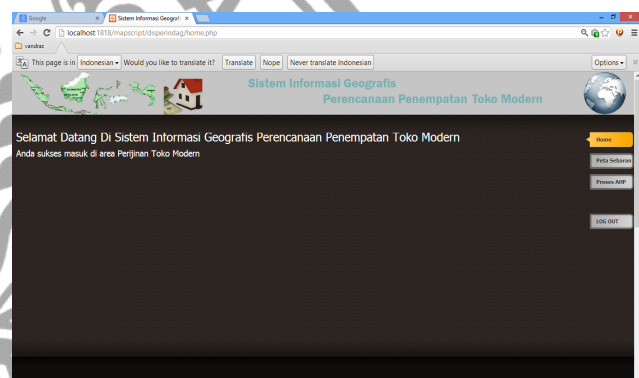 Google
Sistem Informasi Geografi
localhost:1818/mapscript/disperindag/home.php
vandraz
This page is in Indonesian Would you like to translate it? Translate Nope Never translate Indonesian Options
Sistem Informasi Geografis
Perencanaan Penempatan Toko Modern
Selamat Datang Di Sistem Informasi Geografis Perencanaan Penempatan Toko Modern
Anda sukses masuk di area Perijinan Toko Modern
Home
Peta Sebaran
Proses AHP
LOG OUT